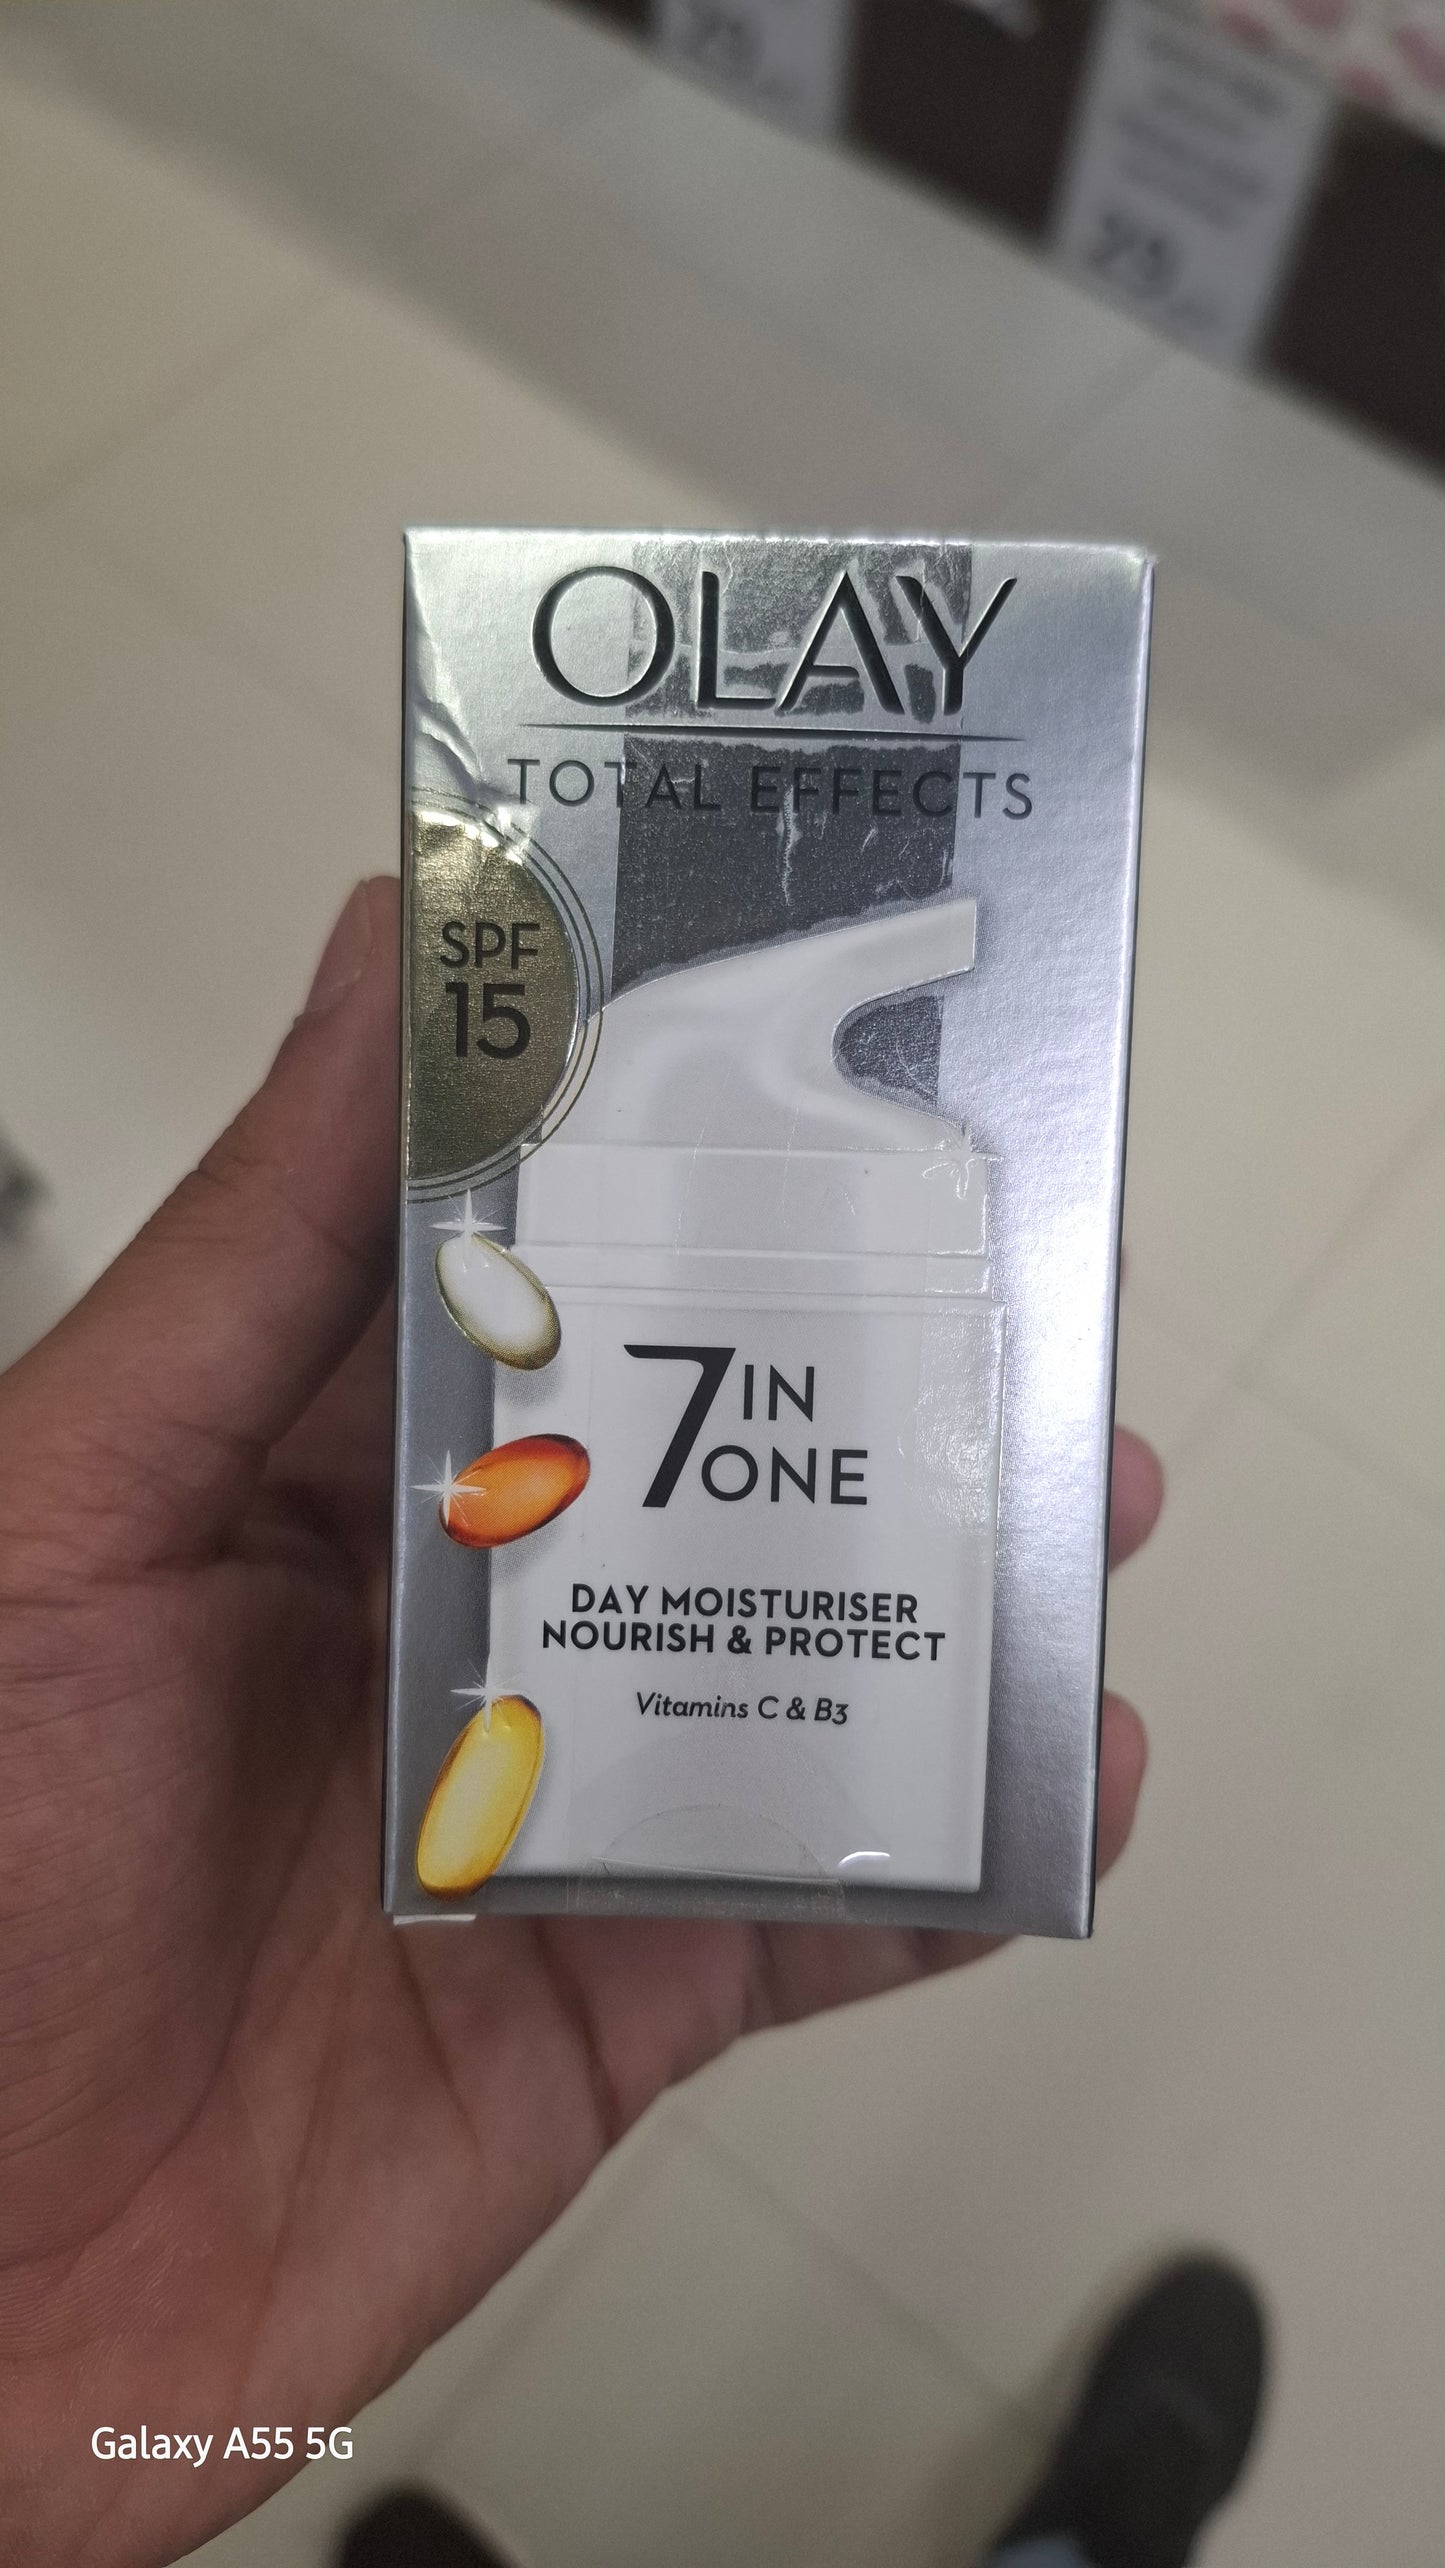 OLAY
TOTAL EFFECTS
SPF
15
7 IN
ONE
DAY MOISTURISER
NOURISH & PROTECT
Vitamins C & B3
Galaxy A55 5G